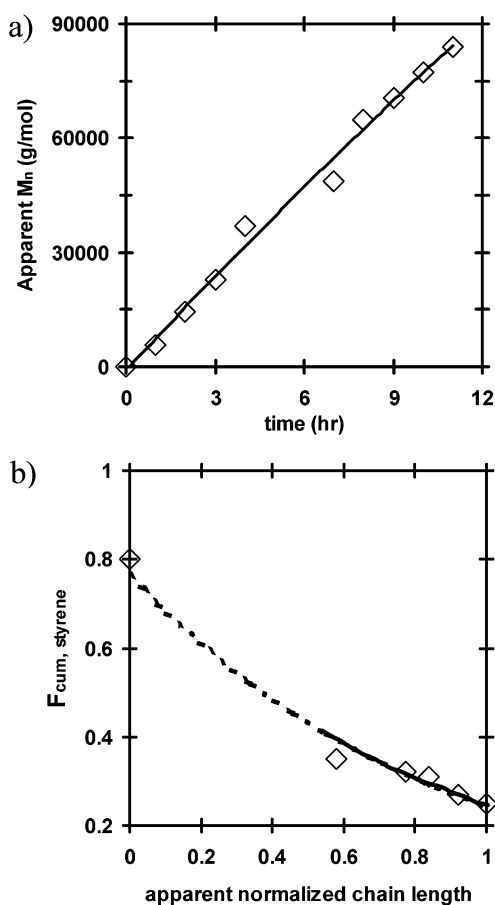 a)
90000
60000
30000
0
Apparent Mn (g/mol)
0 3 6 9 12
time (hr)
b)
1
0.8
0.6
0.4
0.2
Fcum, styrene
0 0.2 0.4 0.6 0.8 1
apparent normalized chain length